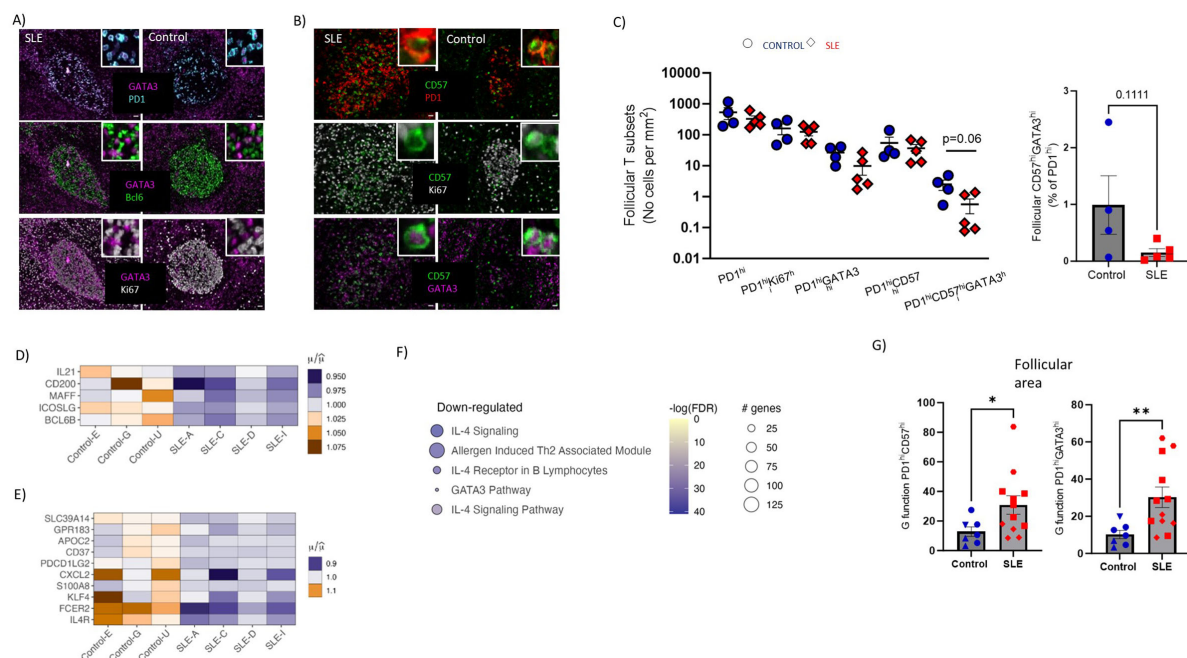 A)
SLE
Control
GATA3
PD1
GATA3
Bcl6
GATA3
Ki67
B)
SLE
Control
CD57
PD1
CD57
Ki67
CD57
GATA3
C)
CONTROL
SLE
Follicular T subsets
(No cells per mm²)
10000
1000
100
10
1
0.1
0.01
p=0.06
PD1hi
PD1hiKi67hi
PD1hiGATA3hi
PD1hiCD57hi
PD1hiCD57hiGATA3hi
Follicular CD57hiGATA3hi
(% of PD1hi)
3
2
1
0
0.1111
Control
SLE
D)
IL21
CD200
MAFF
ICOSLG
BCL6B
Control-E
Control-G
Control-U
SLE-A
SLE-C
SLE-D
SLE-I
μ/μ̂
0.950
0.975
1.000
1.025
1.050
1.075
E)
SLC39A14
GPR183
APOC2
CD37
PDCD1LG2
CXCL2
S100A8
KLF4
FCER2
IL4R
Control-E
Control-G
Control-U
SLE-A
SLE-C
SLE-D
SLE-I
μ/μ̂
0.9
1.0
1.1
F)
Down-regulated
IL-4 Signaling
Allergen Induced Th2 Associated Module
IL-4 Receptor in B Lymphocytes
GATA3 Pathway
IL-4 Signaling Pathway
-log(FDR)
0
10
20
30
40
# genes
25
50
75
100
125
G)
Follicular
area
G function PD1hiCD57hi
100
80
60
40
20
0
*
Control
SLE
G function PD1hiGATA3hi
80
60
40
20
0
**
Control
SLE